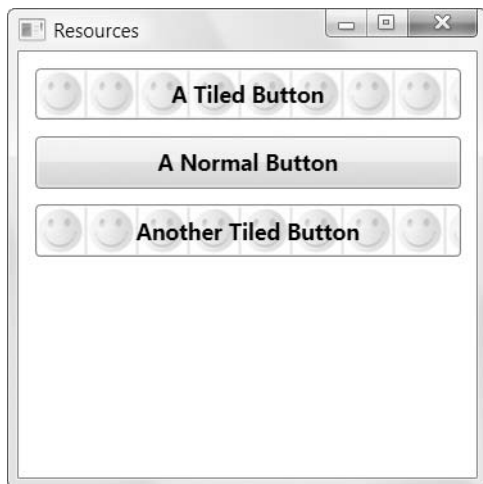 Resources
A Tiled Button
A Normal Button
Another Tiled Button